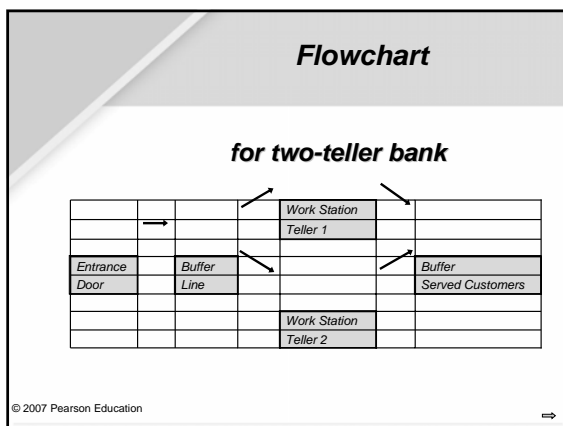 Flowchart
for two-teller bank
Work Station
Teller 1
Entrance Buffer Buffer
Door Line Served Customers
Work Station
Teller 2
© 2007 Pearson Education